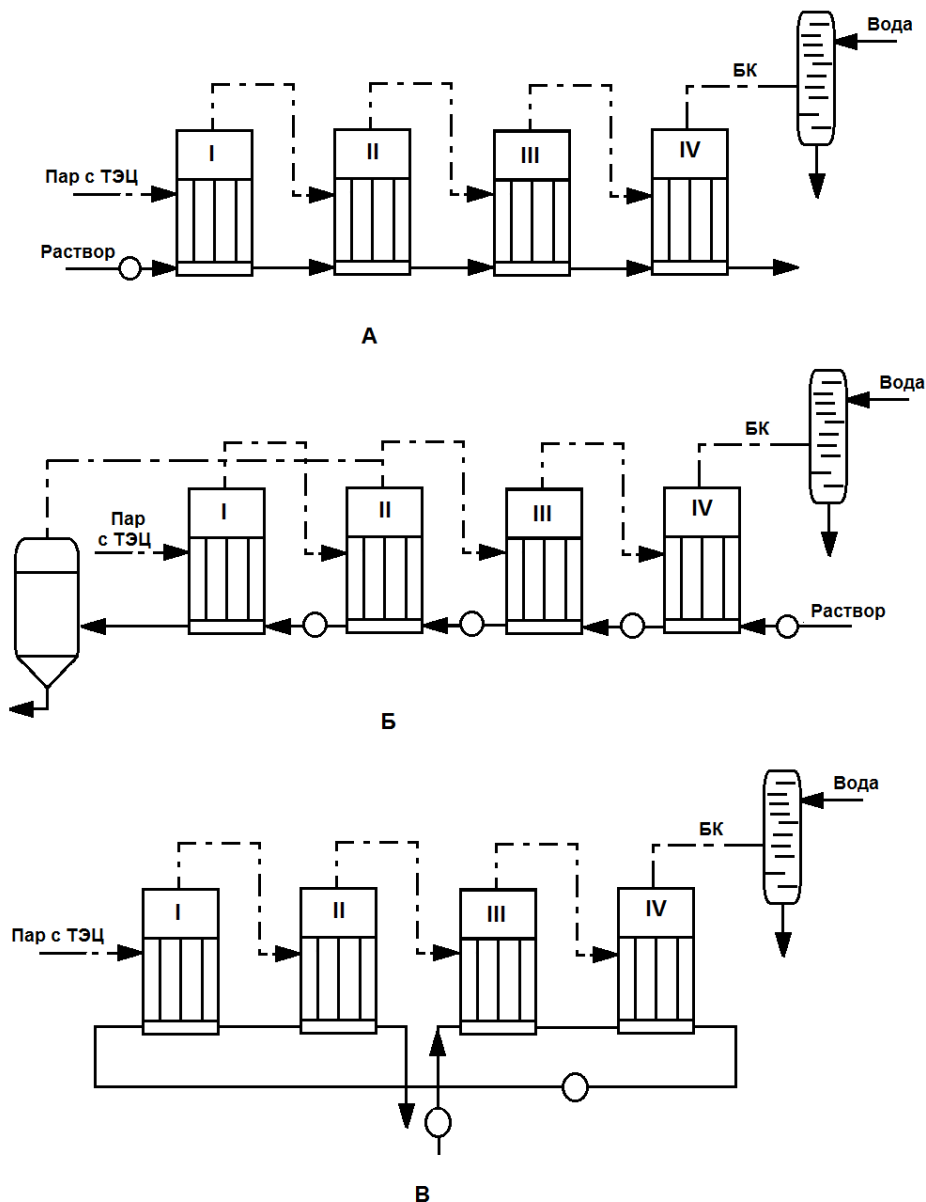 Вода
БК
I
II
III
IV
Пар с ТЭЦ
Раствор
А
Вода
БК
I
II
III
IV
Пар
с ТЭЦ
Раствор
Б
Вода
БК
I
II
III
IV
Пар с ТЭЦ
В